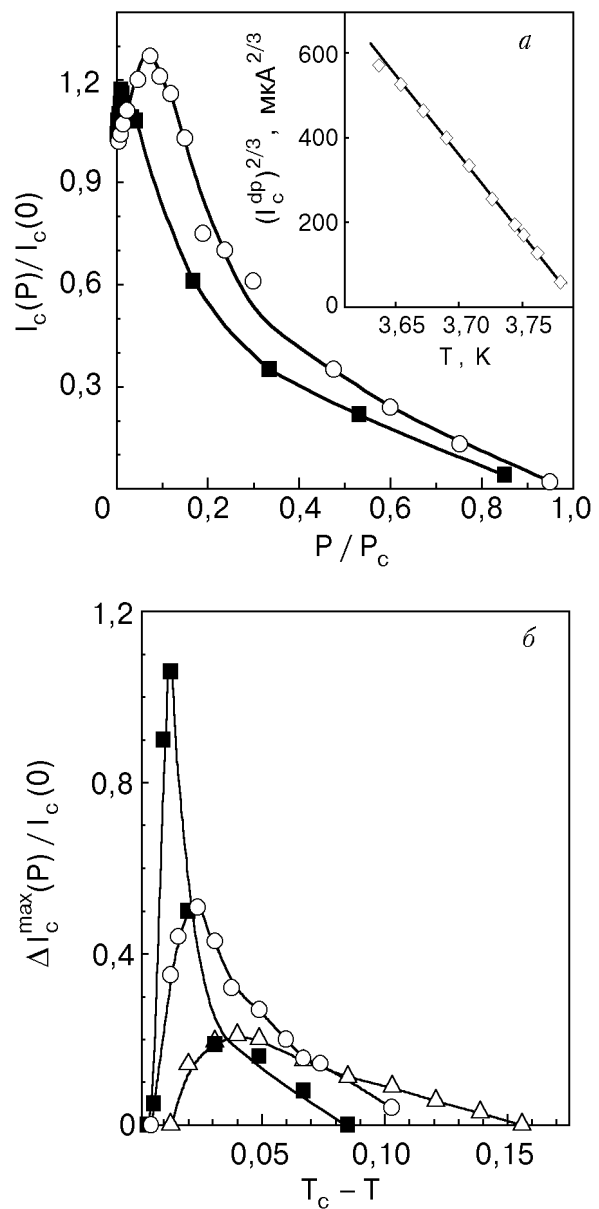 а
1,2
0,9
0,6
0,3
I_c(P)/ I_c(0)
0 0,2 0,4 0,6 0,8 1,0
P / P_c
600
400
200
0
(I_c^dp)^2/3 , мкА^2/3
3,65 3,70 3,75
T , K
б
1,2
0,8
0,4
0
ΔI_c^max(P) / I_c(0)
0,05 0,10 0,15
T_c – T